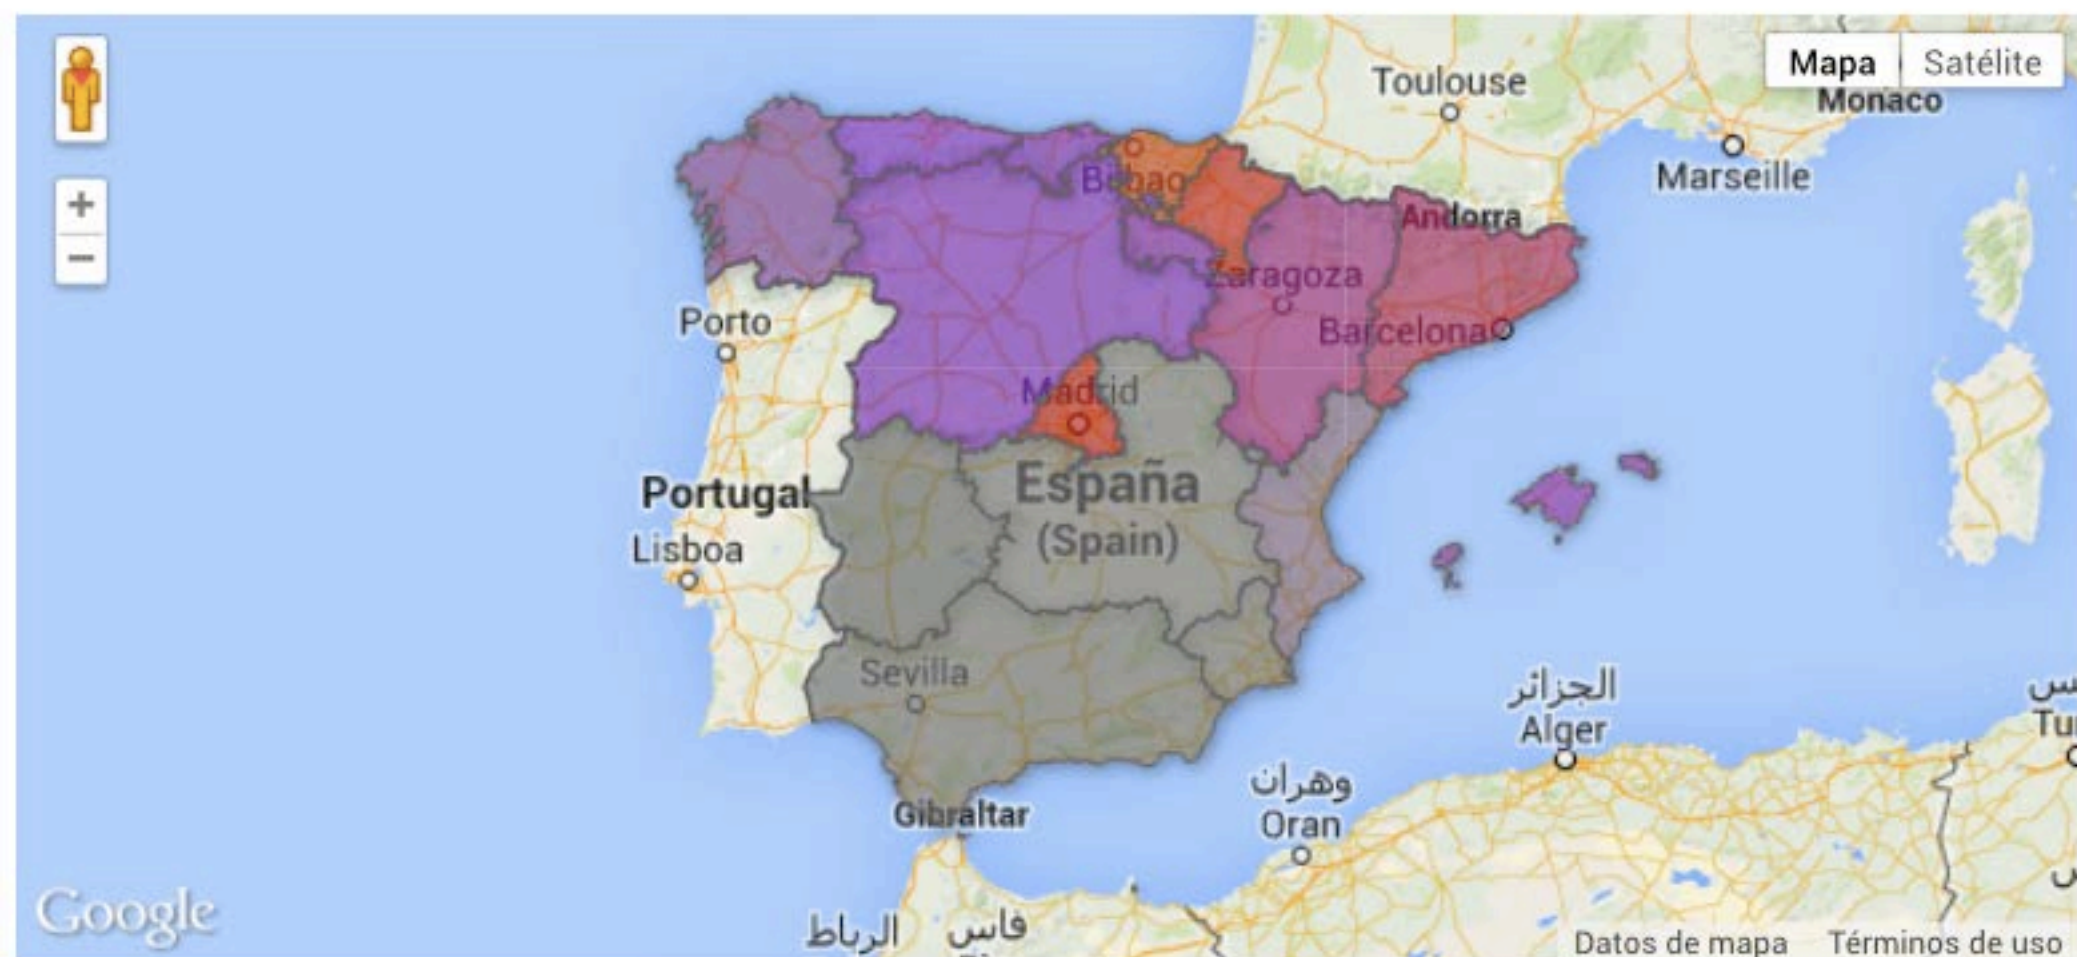 Mapa
Satélite
Toulouse
Monaco
Marseille
Bilbao
Andorra
Zaragoza
Porto
Barcelona
Madrid
España
(Spain)
Portugal
Lisboa
Sevilla
الجزائر
Alger
وهران
Oran
Gibraltar
Google
الرباط
فاس
Datos de mapa
Términos de uso